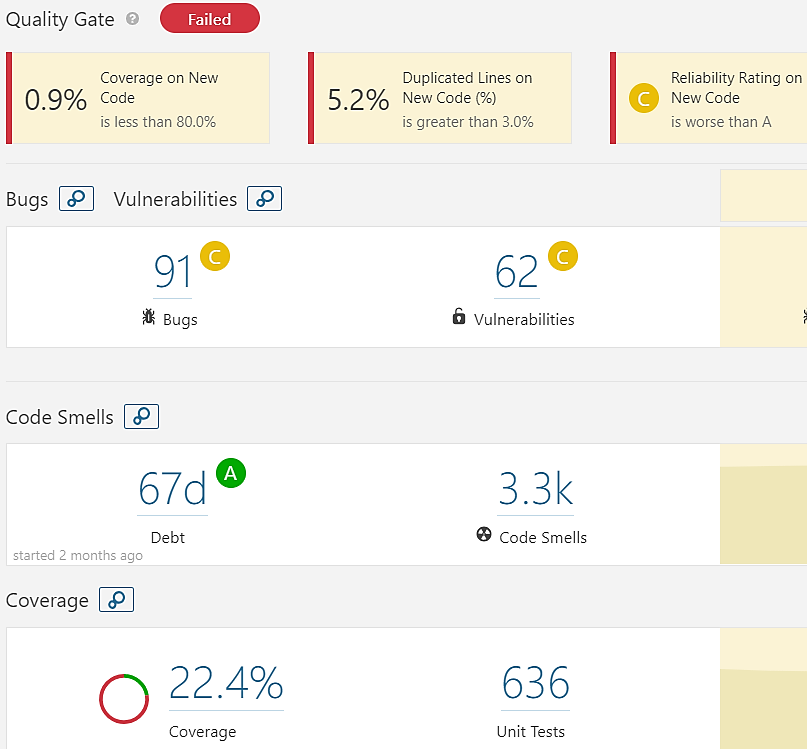 Quality Gate ? Failed
0.9% Coverage on New
Code
is less than 80.0%
5.2% Duplicated Lines on
New Code (%)
is greater than 3.0%
C Reliability Rating on
New Code
is worse than A
Bugs Vulnerabilities
91 C
Bugs
62 C
Vulnerabilities
Code Smells
67d A
Debt
3.3k
Code Smells
started 2 months ago
Coverage
22.4%
Coverage
636
Unit Tests